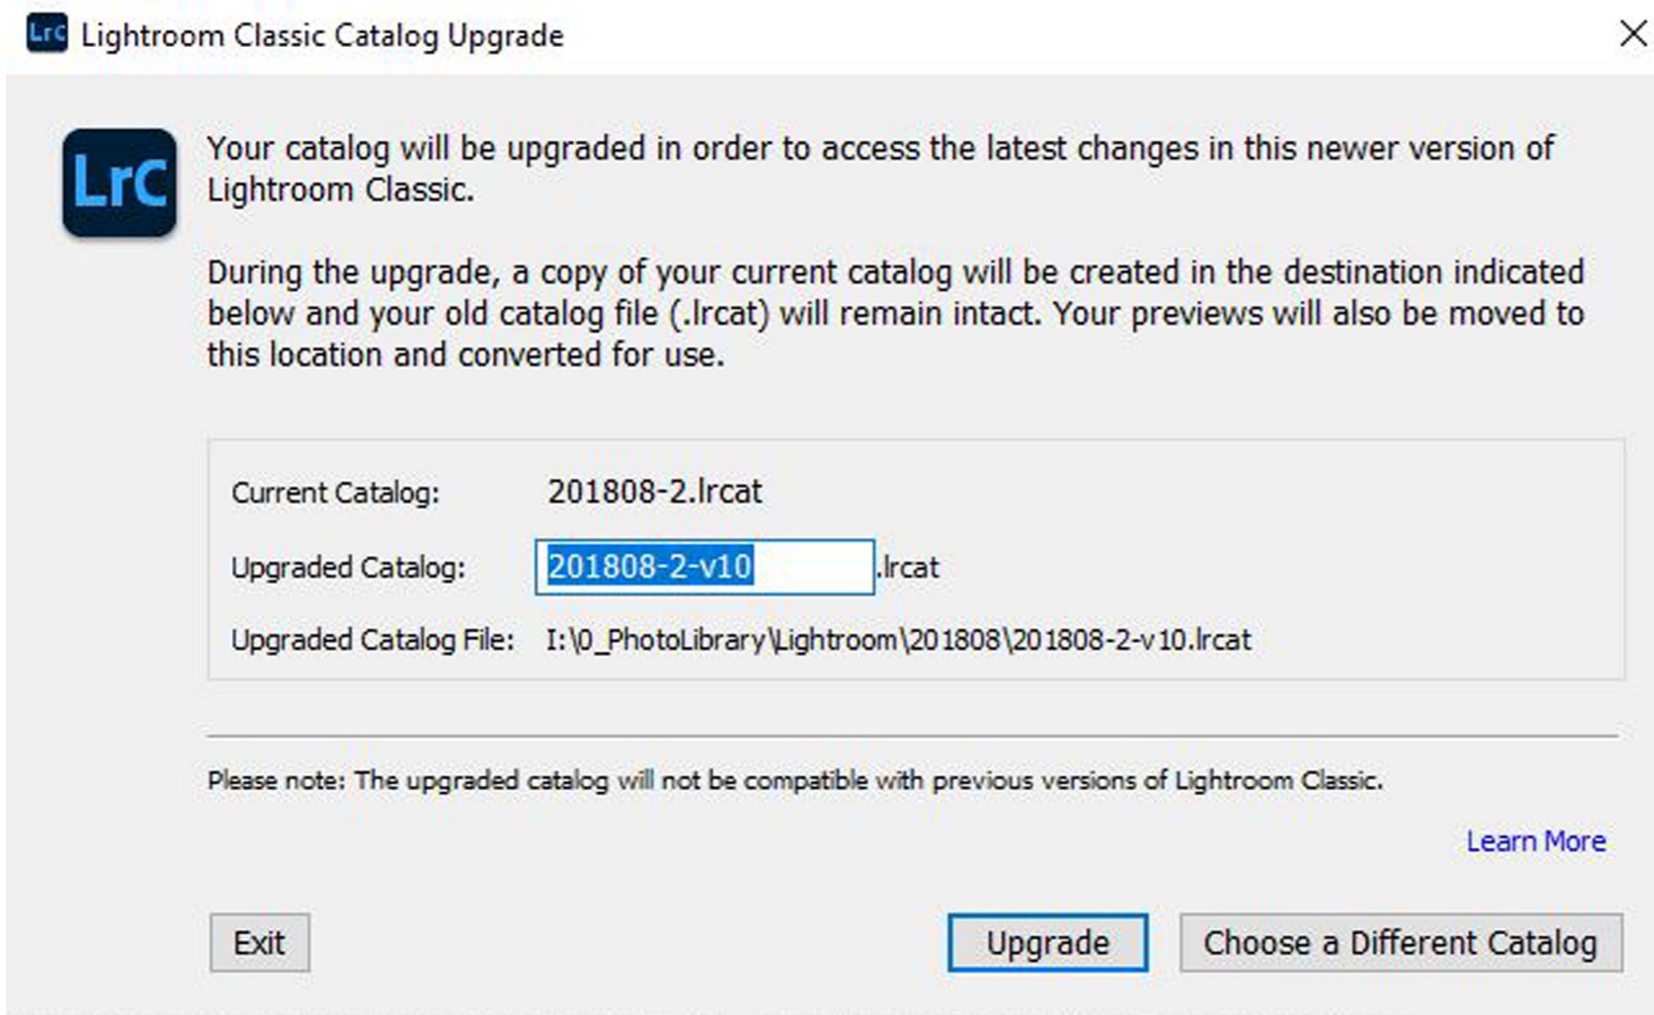 LrC Lightroom Classic Catalog Upgrade
LrC
Your catalog will be upgraded in order to access the latest changes in this newer version of
Lightroom Classic.
During the upgrade, a copy of your current catalog will be created in the destination indicated
below and your old catalog file (.lrcat) will remain intact. Your previews will also be moved to
this location and converted for use.
Current Catalog: 201808-2.lrcat
Upgraded Catalog: 201808-2-v10 .lrcat
Upgraded Catalog File: I:\0_PhotoLibrary\Lightroom\201808\201808-2-v10.lrcat
Please note: The upgraded catalog will not be compatible with previous versions of Lightroom Classic.
Learn More
Exit Upgrade Choose a Different Catalog